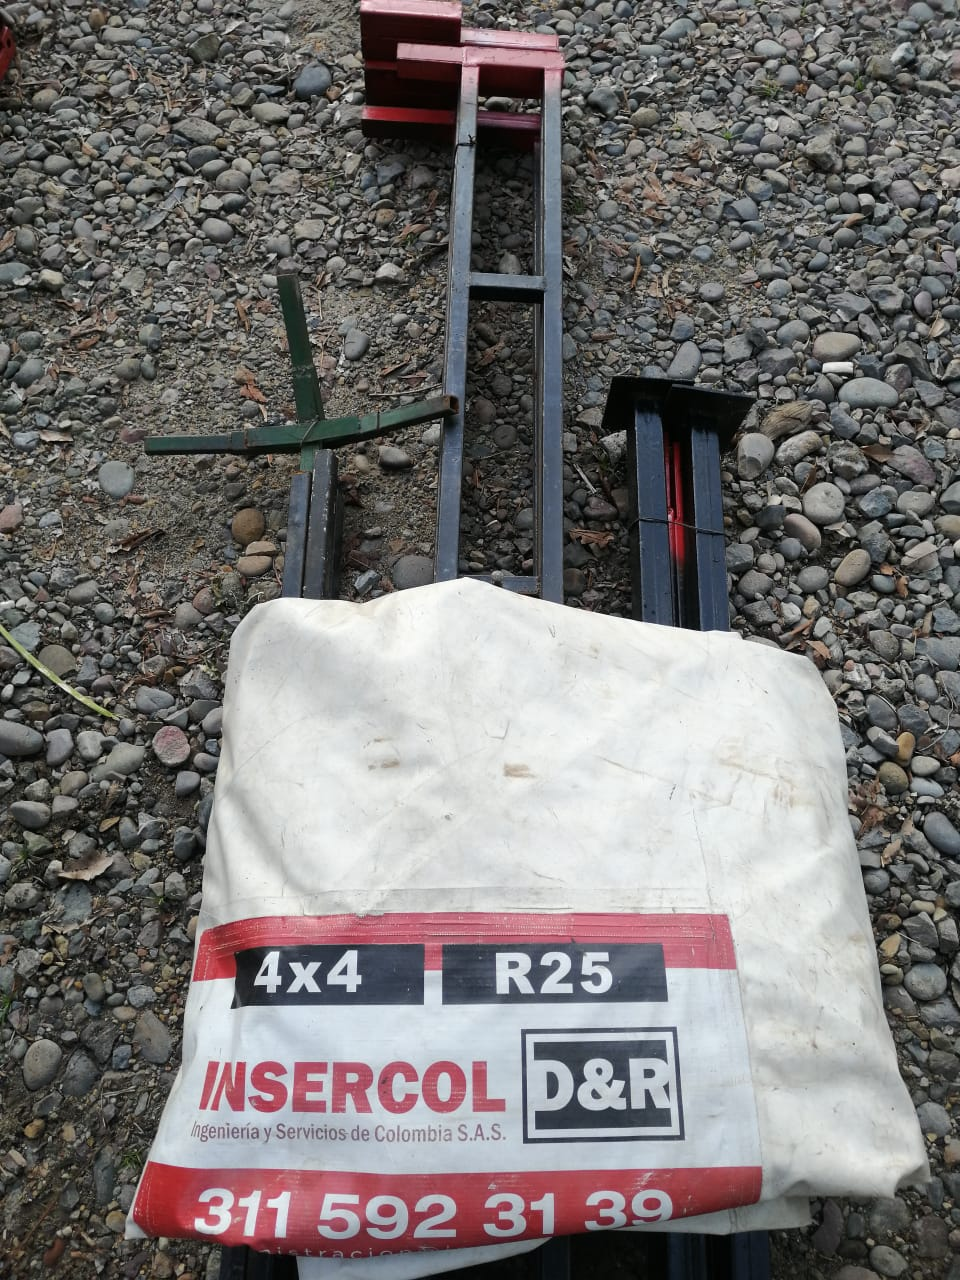 4x4 R25
INSERCOL D&R
Ingeniería y Servicios de Colombia S.A.S.
311 592 31 39